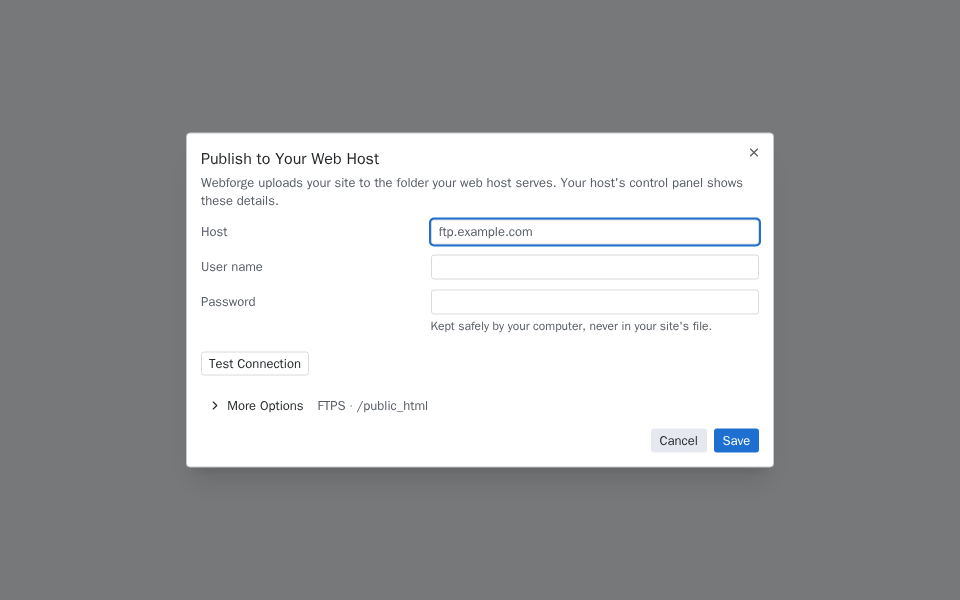 Publish to Your Web Host
Webforge uploads your site to the folder your web host serves. Your host's control panel shows
these details.
Host
ftp.example.com
User name
Password
Kept safely by your computer, never in your site's file.
Test Connection
More Options FTPS · /public_html
Cancel Save